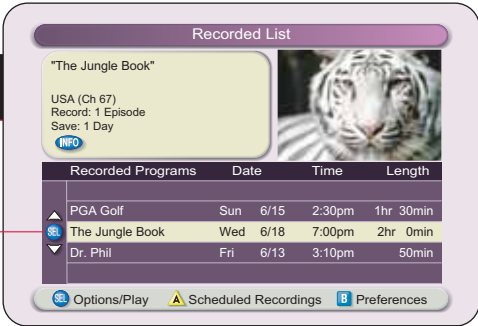 Recorded List
"The Jungle Book"
USA (Ch 67)
Record: 1 Episode
Save: 1 Day
INFO
Recorded Programs Date Time Length
PGA Golf Sun 6/15 2:30pm 1hr 30min
SEL The Jungle Book Wed 6/18 7:00pm 2hr 0min
Dr. Phil Fri 6/13 3:10pm 50min
SEL Options/Play A Scheduled Recordings B Preferences